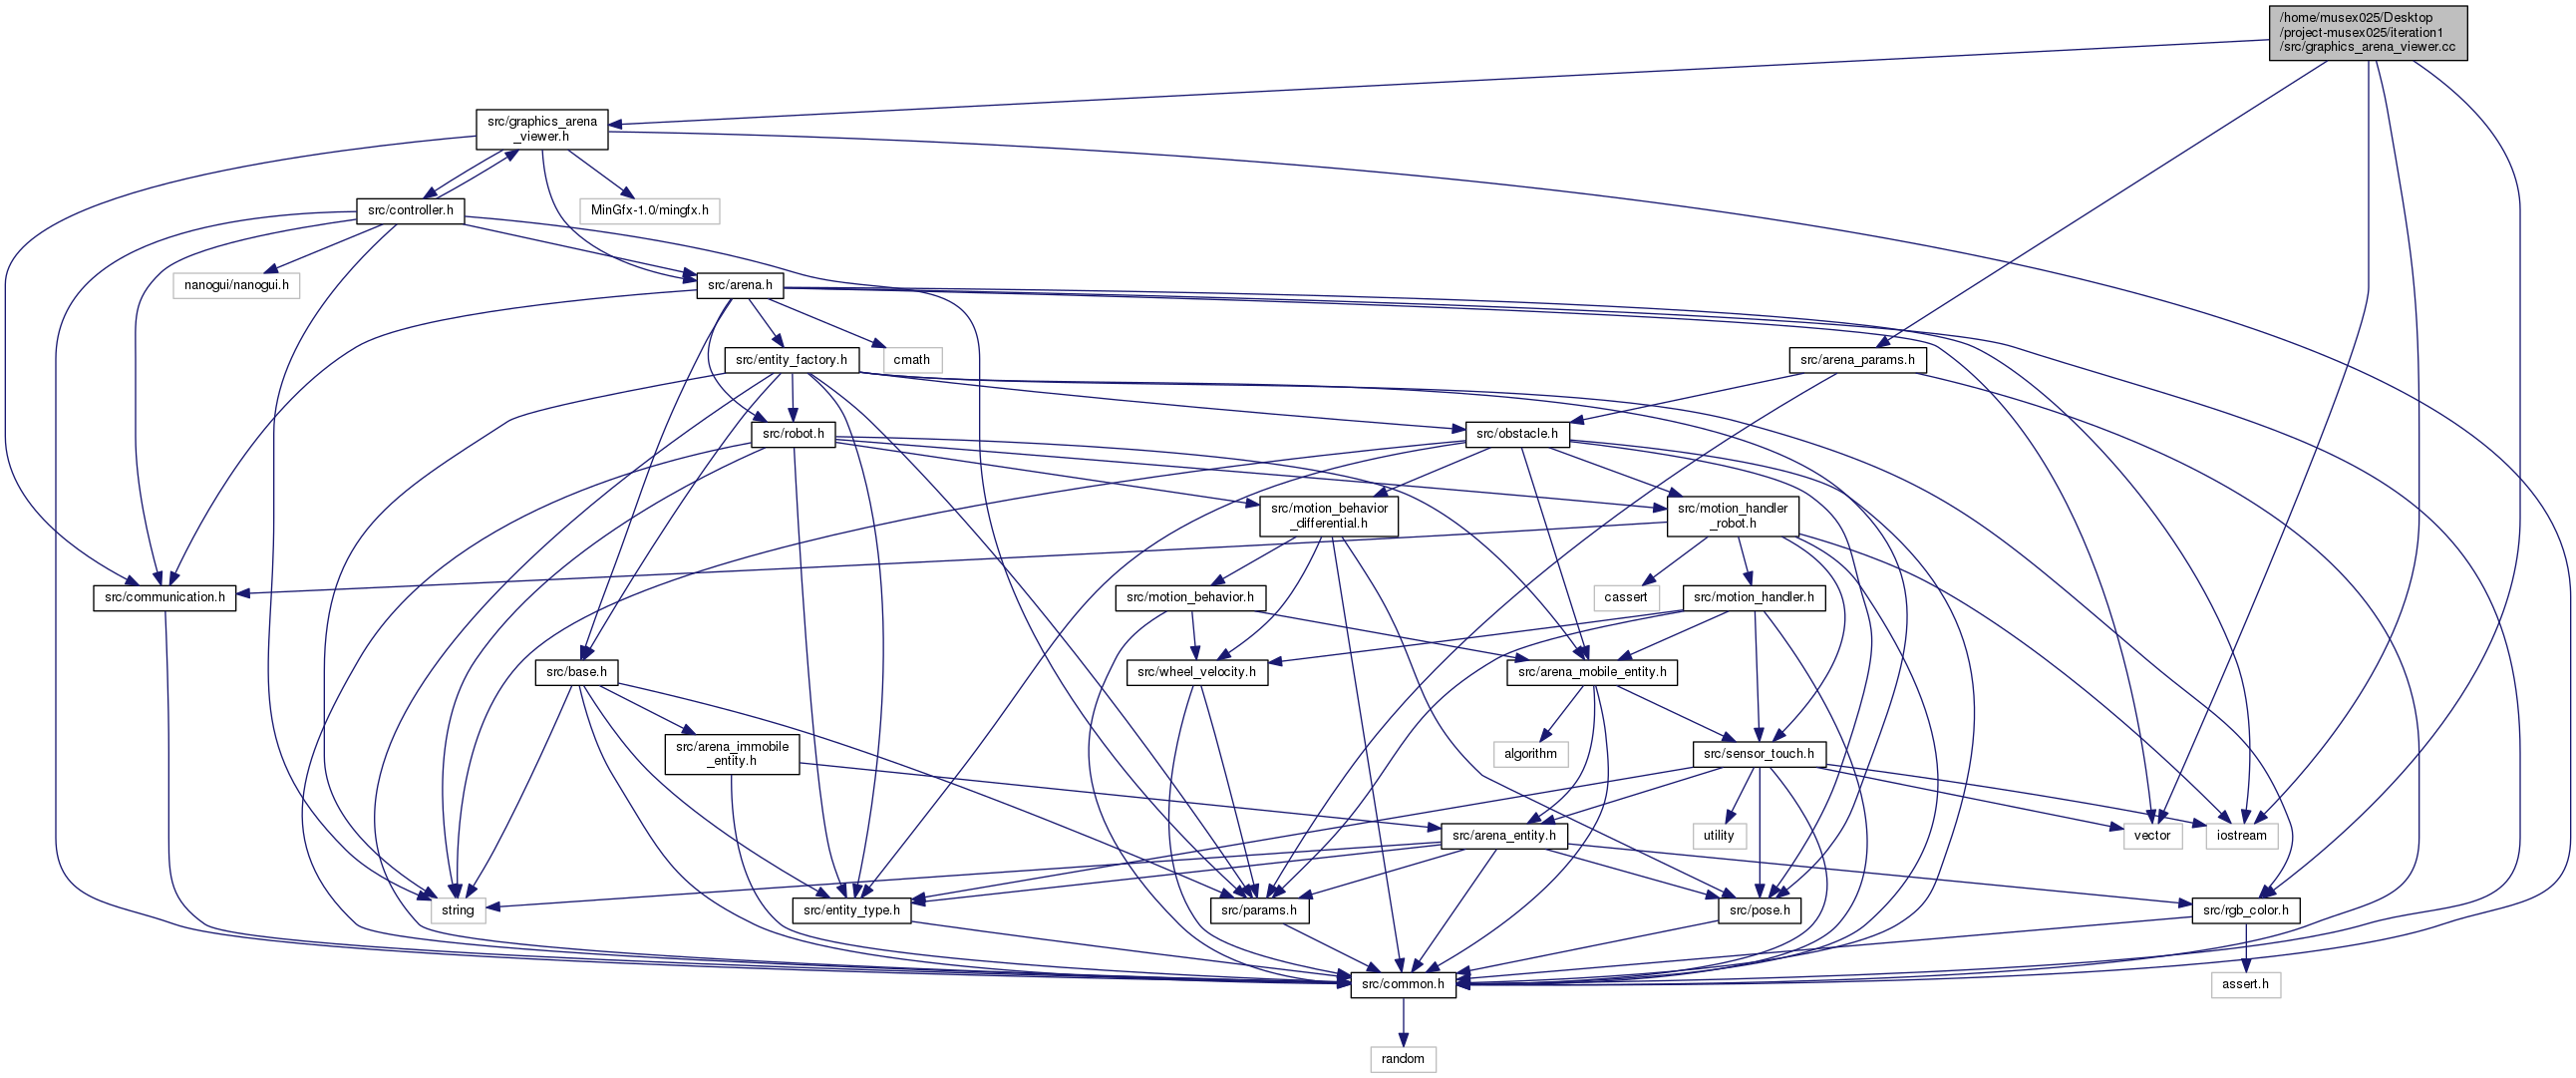 /home/musex025/Desktop
/project-musex025/iteration1
/src/graphics_arena_viewer.cc
src/graphics_arena
_viewer.h
src/controller.h
MinGfx-1.0/mingfx.h
nanogui/nanogui.h
src/arena.h
src/entity_factory.h
cmath
src/arena_params.h
src/robot.h
src/obstacle.h
src/motion_behavior
_differential.h
src/motion_handler
_robot.h
src/communication.h
src/motion_behavior.h
cassert
src/motion_handler.h
src/base.h
src/wheel_velocity.h
src/arena_mobile_entity.h
src/arena_immobile
_entity.h
algorithm
src/sensor_touch.h
src/arena_entity.h
utility
vector
iostream
string
src/entity_type.h
src/params.h
src/pose.h
src/rgb_color.h
src/common.h
assert.h
random